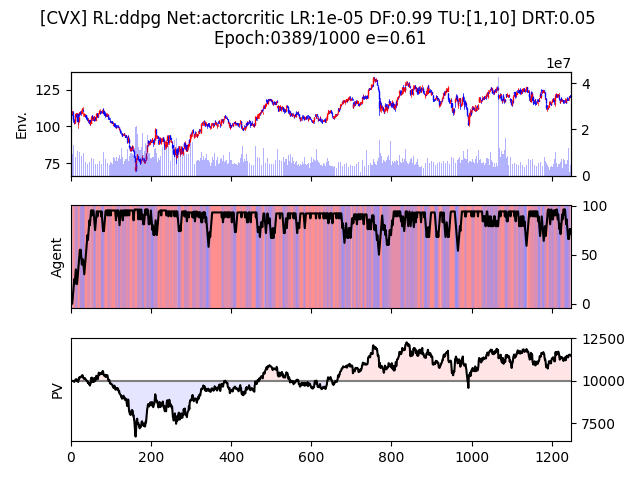 [CVX] RL:ddpg Net:actorcritic LR:1e-05 DF:0.99 TU:[1,10] DRT:0.05
Epoch:0389/1000 e=0.61
1e7
Env.
125
100
75
4
2
0
Agent
100
50
0
PV
12500
10000
7500
0 200 400 600 800 1000 1200